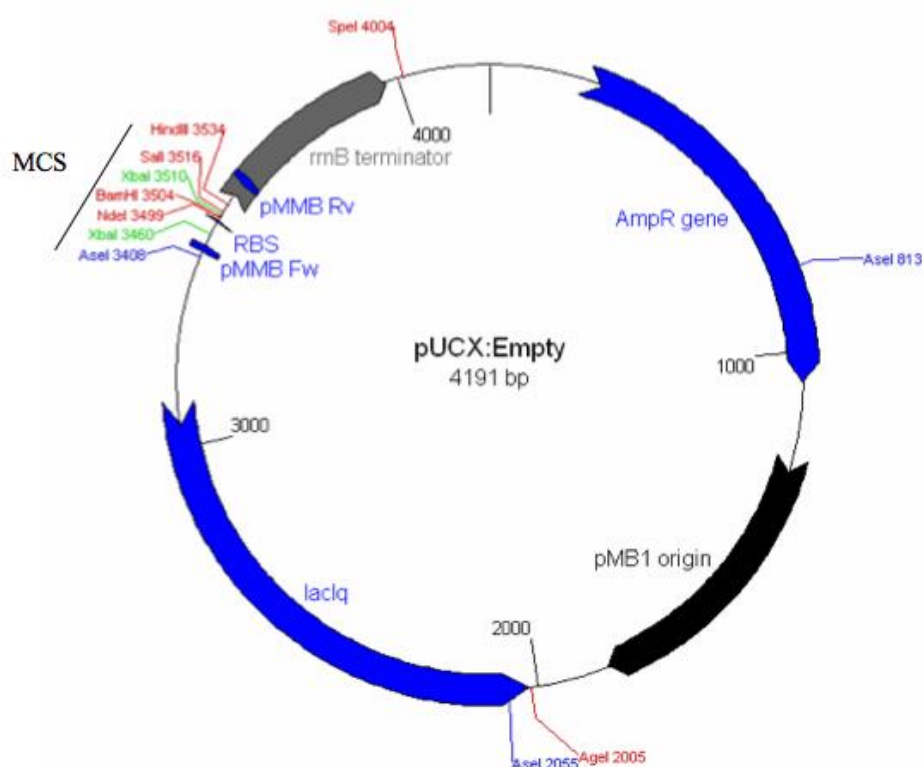 SpeI 4004
HindIII 3534
SalI 3516
XbaI 3510
BamHI 3504
NdeI 3499
XbaI 3460
AseI 3408
MCS
4000
rrnB terminator
pMMB Rv
RBS
pMMB Fw
AmpR gene
AseI 813
pUCX:Empty
4191 bp
1000
3000
pMB1 origin
lacIq
2000
AseI 2055
AgeI 2005